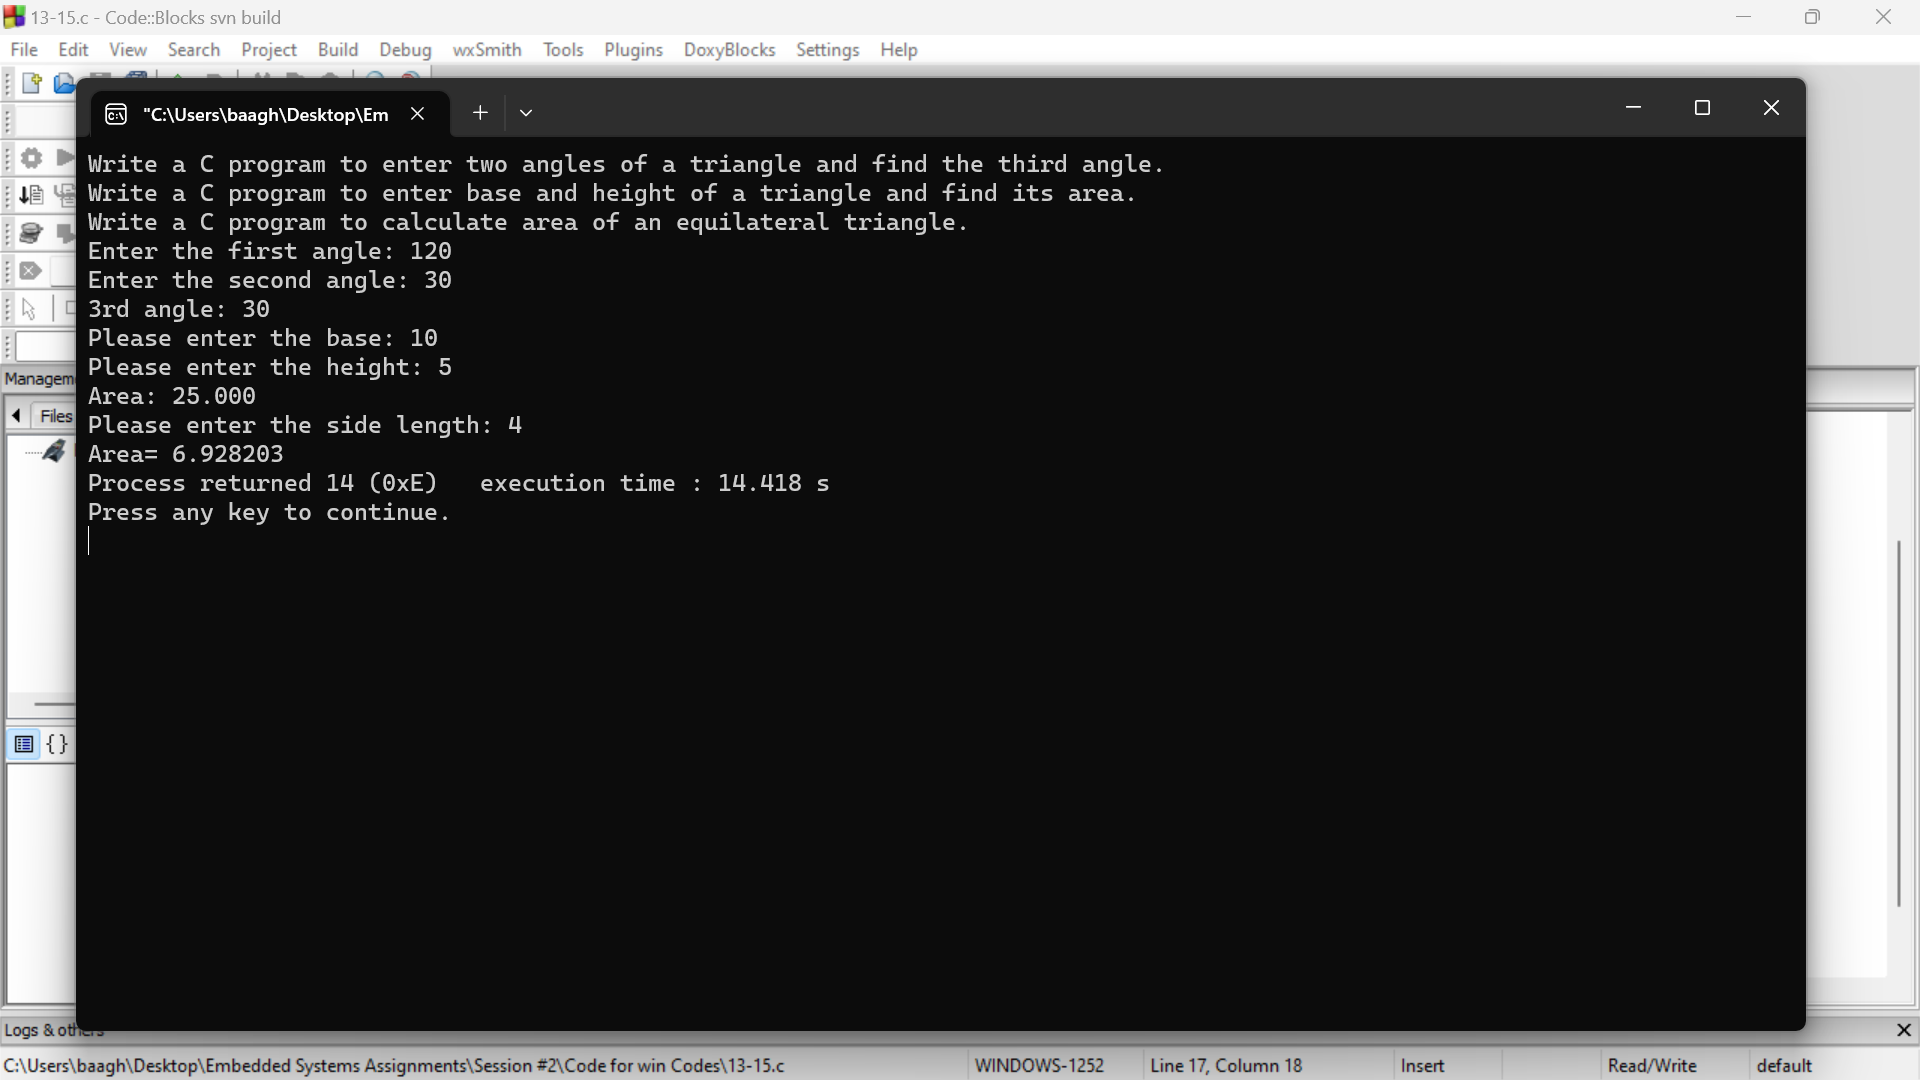 13-15.c - Code::Blocks svn build
File Edit View Search Project Build Debug wxSmith Tools Plugins DoxyBlocks Settings Help
"C:\Users\baagh\Desktop\Em
Write a C program to enter two angles of a triangle and find the third angle.
Write a C program to enter base and height of a triangle and find its area.
Write a C program to calculate area of an equilateral triangle.
Enter the first angle: 120
Enter the second angle: 30
3rd angle: 30
Please enter the base: 10
Please enter the height: 5
Area: 25.000
Please enter the side length: 4
Area= 6.928203
Process returned 14 (0xE)   execution time : 14.418 s
Press any key to continue.
Managem
Files
{}
Logs & others
C:\Users\baagh\Desktop\Embedded Systems Assignments\Session #2\Code for win Codes\13-15.c WINDOWS-1252 Line 17, Column 18 Insert Read/Write default